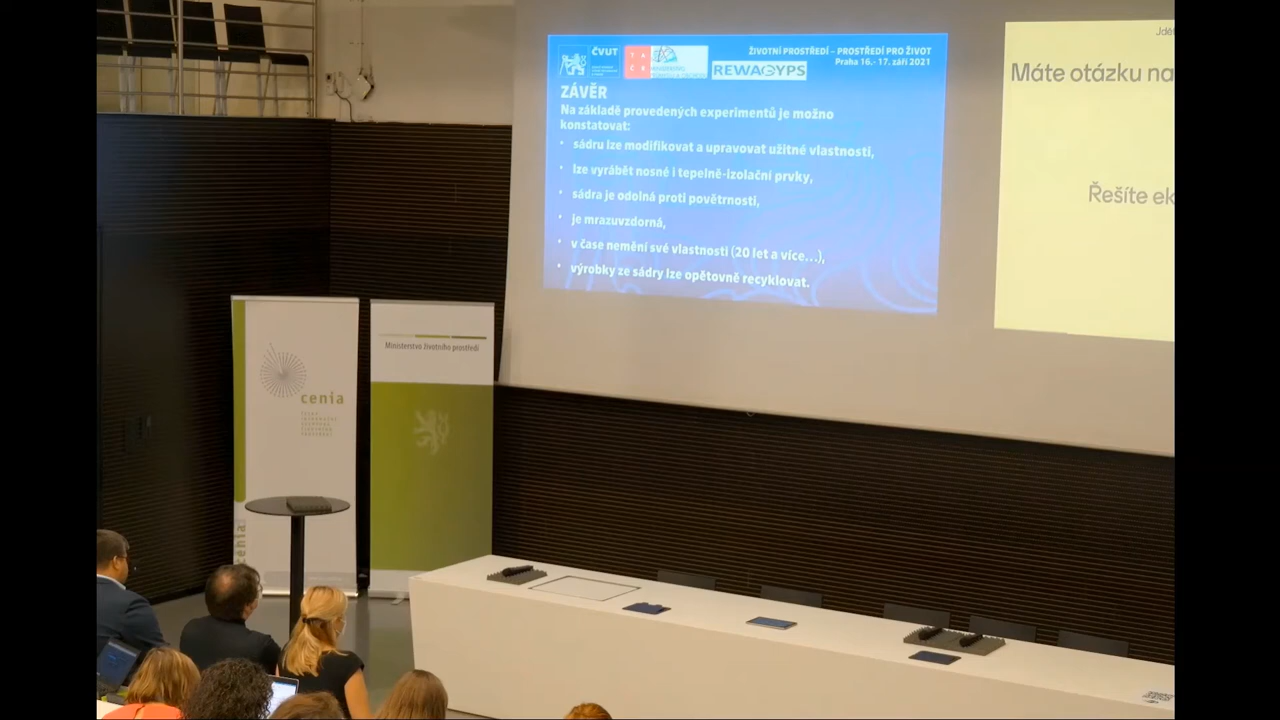 ČVUT
REWAGYPS
ŽIVOTNÍ PROSTŘEDÍ – PROSTŘEDÍ PRO ŽIVOT
Praha 16.- 17. září 2021
ZÁVĚR
Na základě provedených experimentů je možno
konstatovat:
• sádru lze modifikovat a upravovat užitné vlastnosti,
• lze vyrábět nosné i tepelně-izolační prvky,
• sádra je odolná proti povětrnosti,
• je mrazuvzdorná,
• v čase nemění své vlastnosti (20 let a více...),
• výrobky ze sádry lze opětovně recyklovat.
Máte otázku na
Řešíte ek
cenia
Ministerstvo životního prostředí
cenia